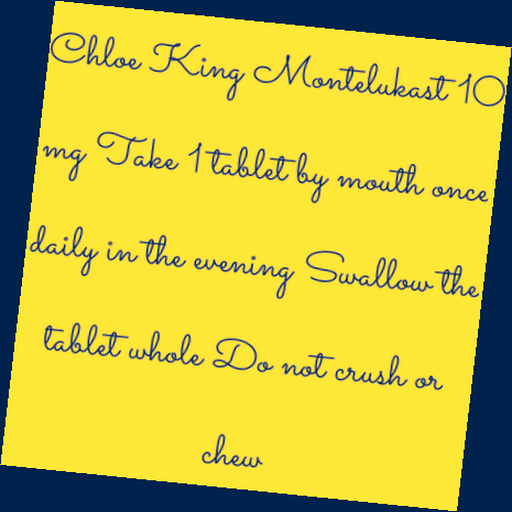 Chloe King Montelukast 10
mg Take 1 tablet by mouth once
daily in the evening Swallow the
tablet whole Do not crush or
chew